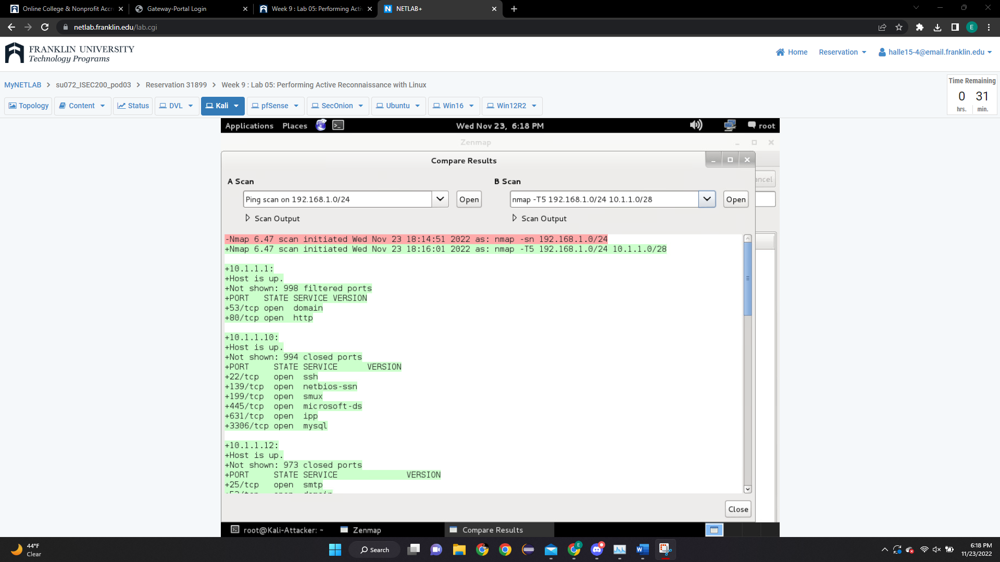 Online College & Nonprofit Accr
Gateway-Portal Login
Week 9 : Lab 05: Performing Activ
NETLAB+
netlab.franklin.edu/lab.cgi
E
FRANKLIN UNIVERSITY
Technology Programs
Home
Reservation
halle15-4@email.franklin.edu
MyNETLAB > su072_ISEC200_pod03 > Reservation 31899 > Week 9 : Lab 05: Performing Active Reconnaissance with Linux
Time Remaining
0 31
hrs. min.
Topology
Content
Status
DVL
Kali
pfSense
SecOnion
Ubuntu
Win16
Win12R2
Applications Places
Wed Nov 23, 6:18 PM
root
Zenmap
Compare Results
A Scan
B Scan
ancel
Ping scan on 192.168.1.0/24
Open
nmap -T5 192.168.1.0/24 10.1.1.0/28
Open
Scan Output
Scan Output
-Nmap 6.47 scan initiated Wed Nov 23 18:14:51 2022 as: nmap -sn 192.168.1.0/24
+Nmap 6.47 scan initiated Wed Nov 23 18:16:01 2022 as: nmap -T5 192.168.1.0/24 10.1.1.0/28
+10.1.1.1:
+Host is up.
+Not shown: 998 filtered ports
+PORT STATE SERVICE VERSION
+53/tcp open domain
+80/tcp open http
+10.1.1.10:
+Host is up.
+Not shown: 994 closed ports
+PORT STATE SERVICE VERSION
+22/tcp open ssh
+139/tcp open netbios-ssn
+199/tcp open smux
+445/tcp open microsoft-ds
+631/tcp open ipp
+3306/tcp open mysql
+10.1.1.12:
+Host is up.
+Not shown: 973 closed ports
+PORT STATE SERVICE VERSION
+25/tcp open smtp
+53/tcp open domain
Close
root@Kali-Attacker: ~
Zenmap
Compare Results
44°F
Clear
Search
E
6:18 PM
11/23/2022